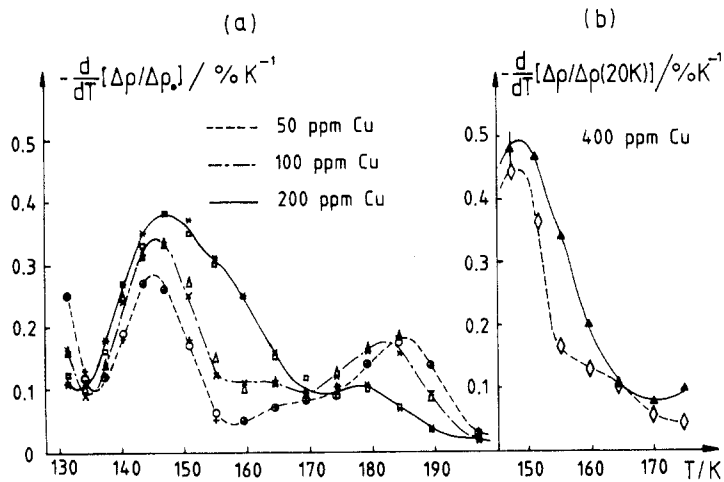 (a)
(b)
-d/dT[Δρ/Δρ₀] / % K⁻¹
-d/dT[Δρ/Δρ(20K)] / % K⁻¹
50 ppm Cu
100 ppm Cu
200 ppm Cu
400 ppm Cu
0.5
0.4
0.3
0.2
0.1
0
0.5
0.4
0.3
0.2
0.1
130 140 150 160 170 180 190
150 160 170 T/K